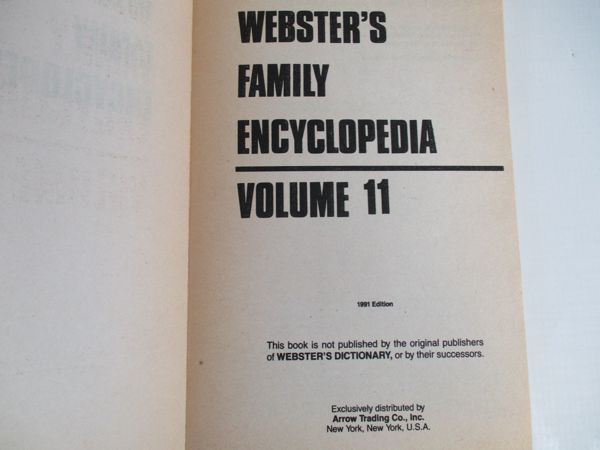 WEBSTER'S
FAMILY
ENCYCLOPEDIA
VOLUME 11
1991 Edition
This book is not published by the original publishers
of WEBSTER'S DICTIONARY, or by their successors.
Exclusively distributed by
Arrow Trading Co., Inc.
New York, New York, U.S.A.